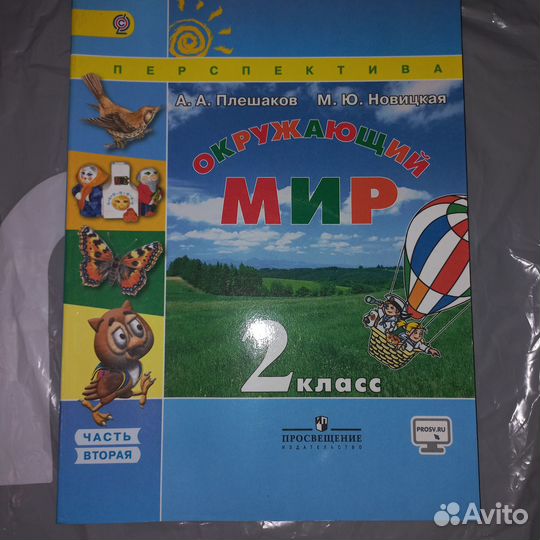 ПЕРСПЕКТИВА
А. А. Плешаков М. Ю. Новицкая
ОКРУЖАЮЩИЙ
МИР
2 класс
ЧАСТЬ
ВТОРАЯ
ПРОСВЕЩЕНИЕ
ИЗДАТЕЛЬСТВО
PROSV.RU
Avito